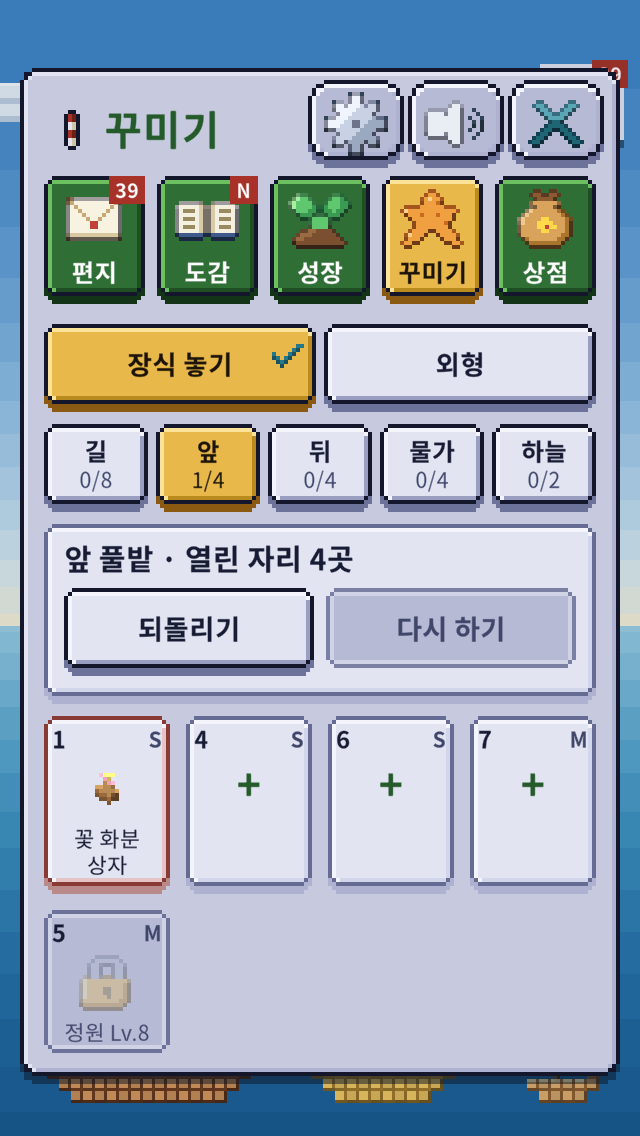 꾸미기
39
N
편지
도감
성장
꾸미기
상점
장식 놓기
외형
길
0/8
앞
1/4
뒤
0/4
물가
0/4
하늘
0/2
앞 풀밭 · 열린 자리 4곳
되돌리기
다시 하기
1 S
꽃 화분
상자
4 S
+
6 S
+
7 M
+
5 M
정원 Lv.8